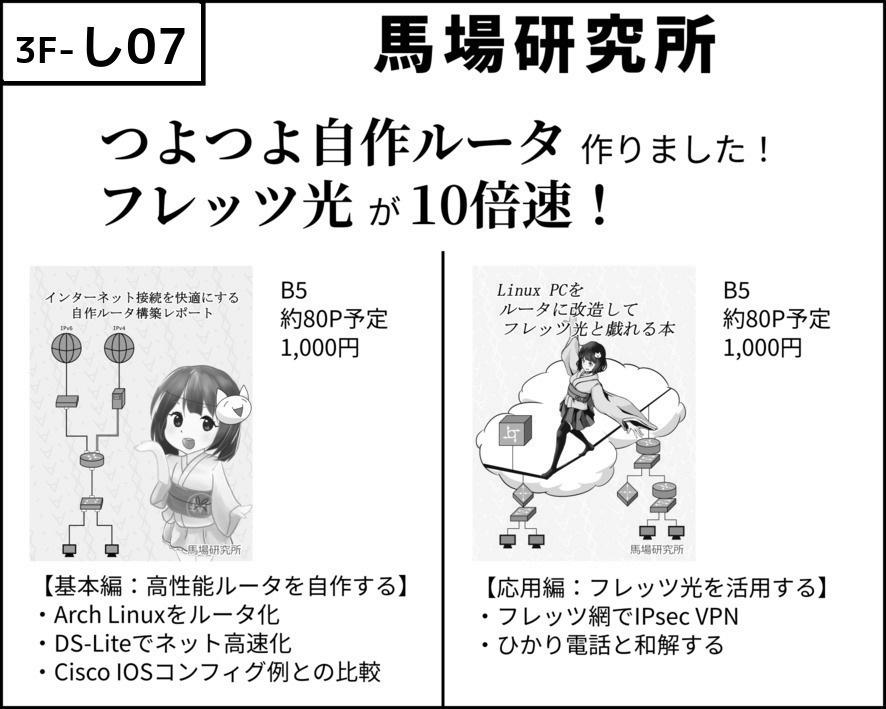 3F-し07
馬場研究所
つよつよ自作ルータ 作りました！
フレッツ光 が 10倍速！
インターネット接続を快適にする
自作ルータ構築レポート
IPv6
IPv4
馬場研究所
B5
約80P予定
1,000円
【基本編：高性能ルータを自作する】
・Arch Linuxをルータ化
・DS-Liteでネット高速化
・Cisco IOSコンフィグ例との比較
Linux PCを
ルータに改造して
フレッツ光と戯れる本
馬場研究所
B5
約80P予定
1,000円
【応用編：フレッツ光を活用する】
・フレッツ網でIPsec VPN
・ひかり電話と和解する